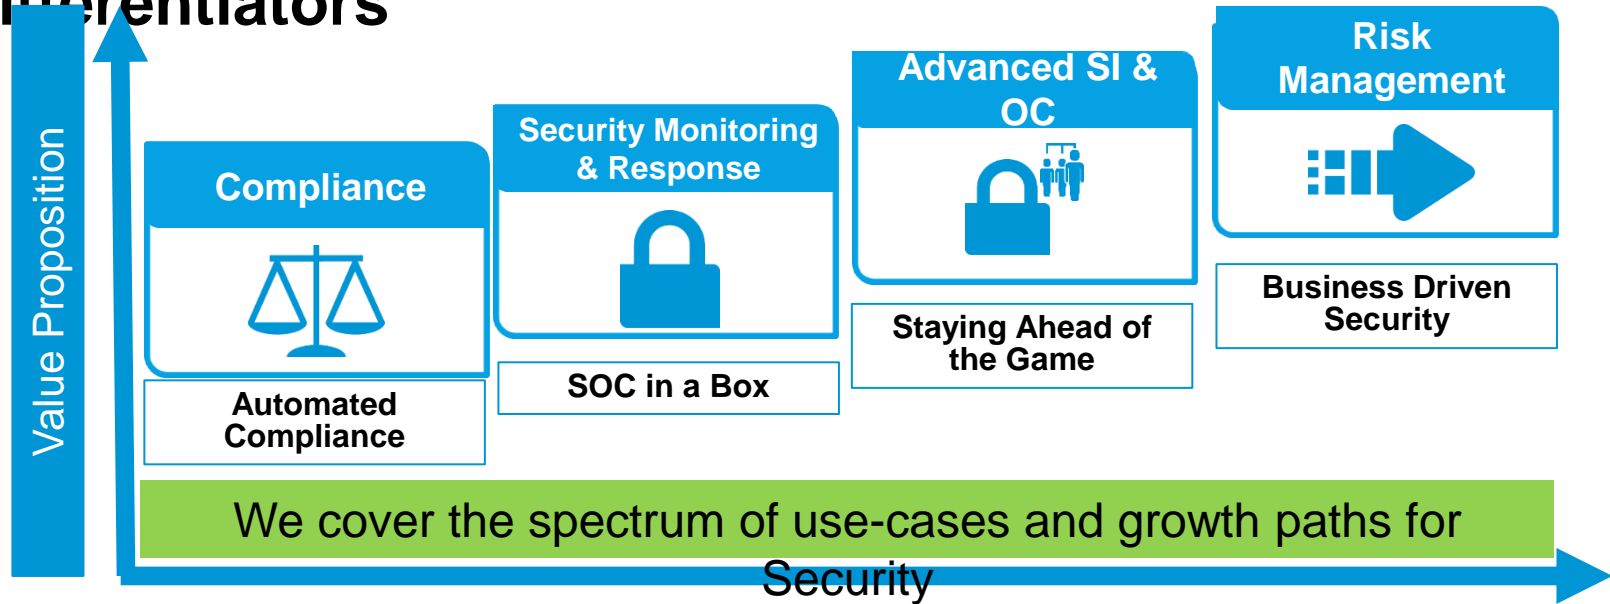 ifferentiators
Value Proposition
Compliance
Automated
Compliance
Security Monitoring
& Response
SOC in a Box
Advanced SI &
OC
Staying Ahead of
the Game
Risk
Management
Business Driven
Security
We cover the spectrum of use-cases and growth paths for
Security